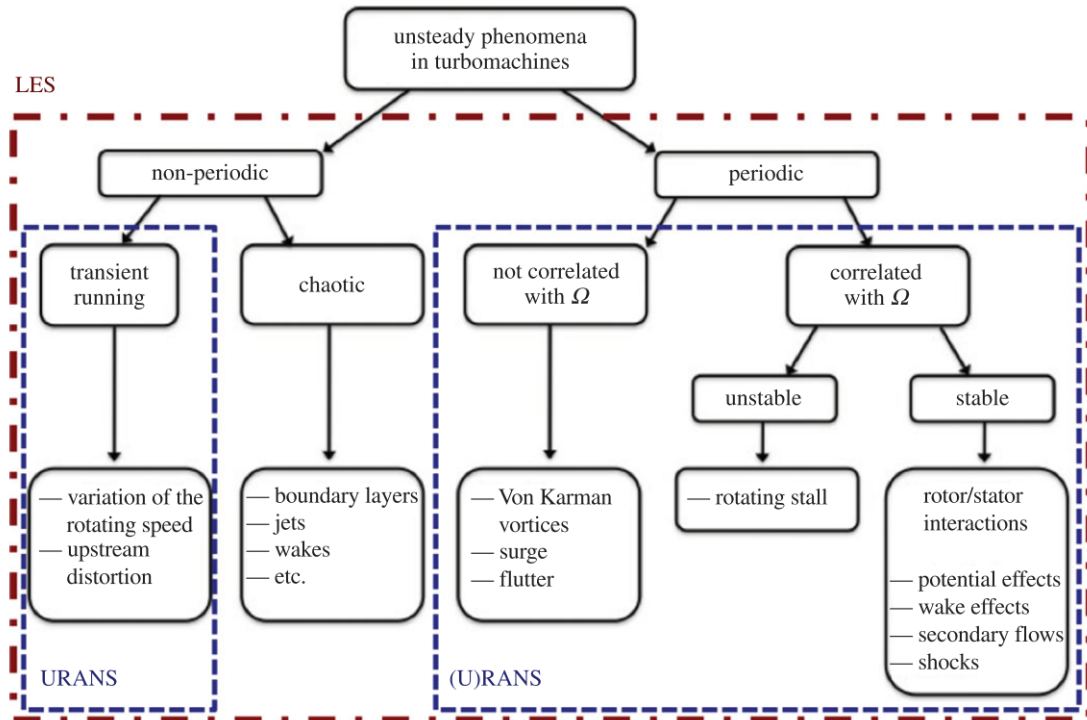 unsteady phenomena
in turbomachines
LES
non-periodic
periodic
transient
running
chaotic
not correlated
with Ω
correlated
with Ω
unstable
stable
— variation of the
rotating speed
— upstream
distortion
— boundary layers
— jets
— wakes
— etc.
— Von Karman
vortices
— surge
— flutter
— rotating stall
rotor/stator
interactions
— potential effects
— wake effects
— secondary flows
— shocks
URANS
(U)RANS